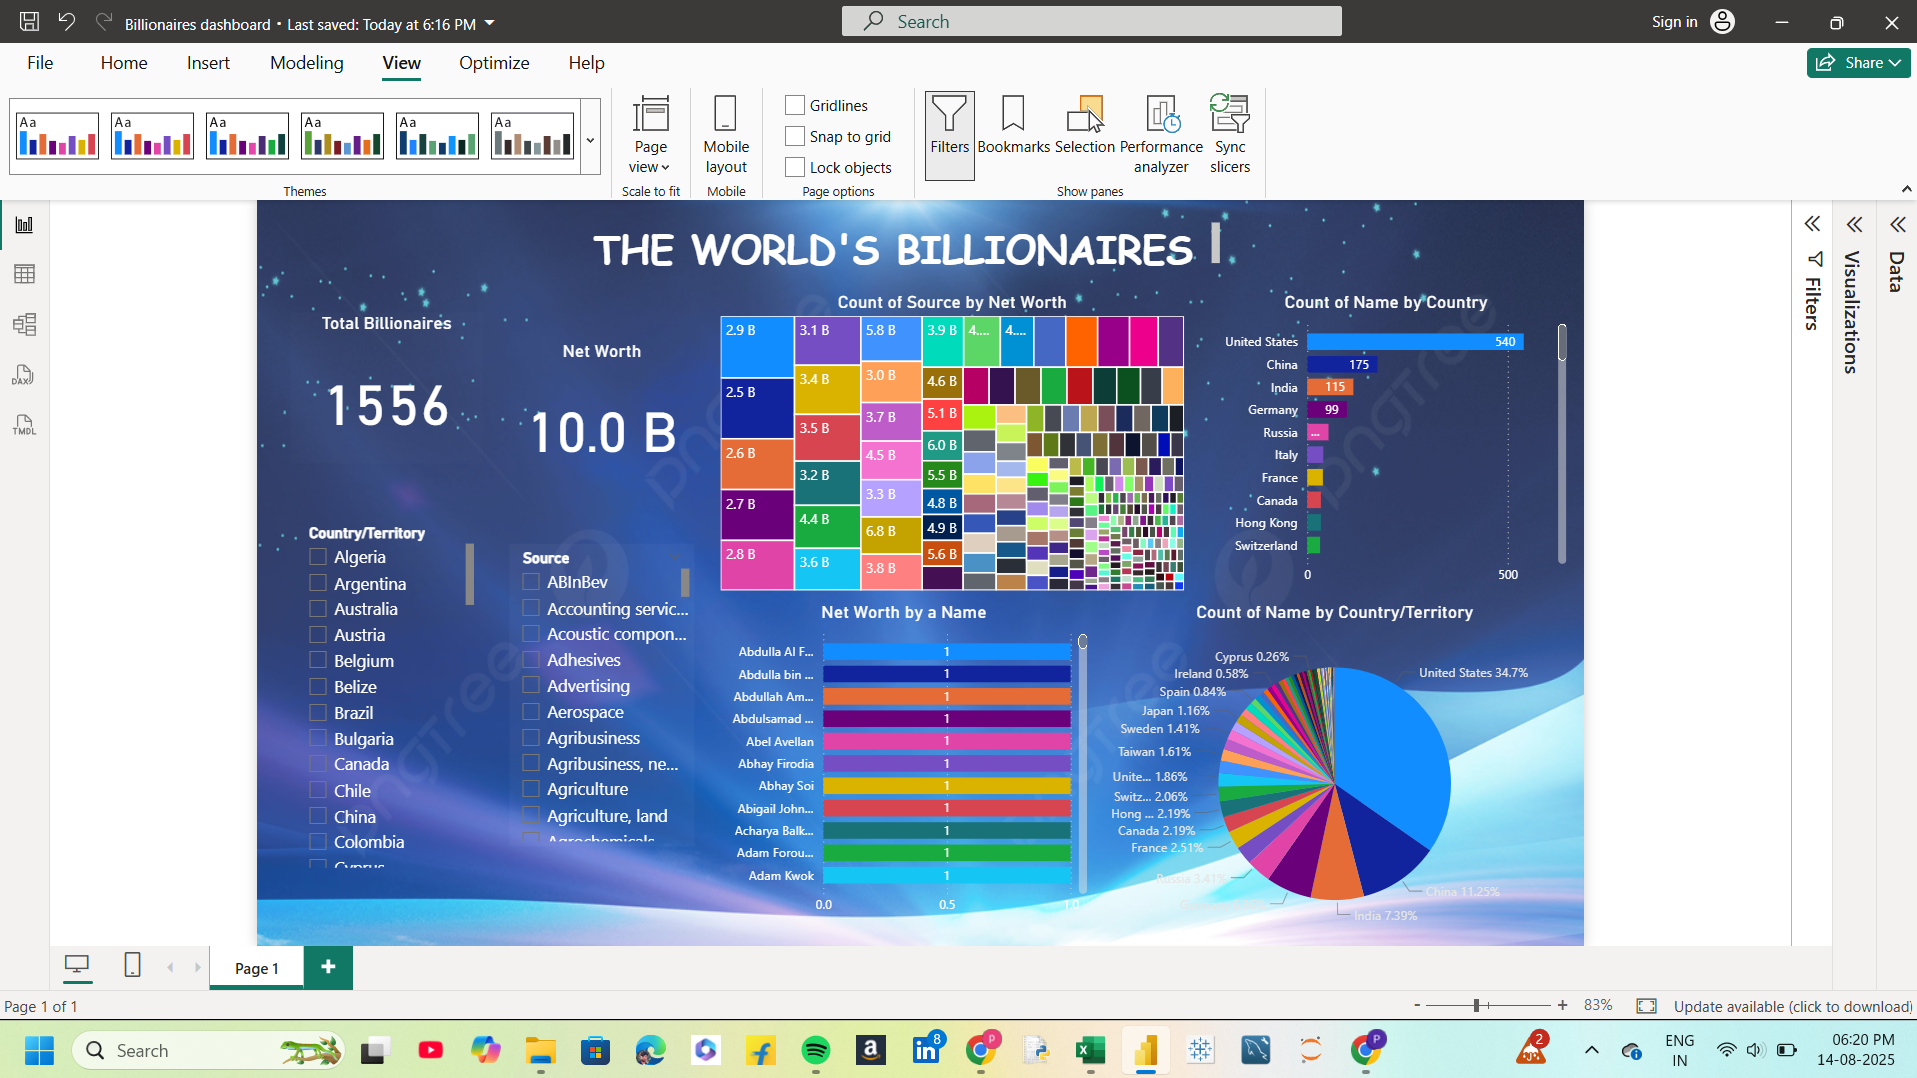 Billionaires dashboard • Last saved: Today at 6:16 PM
Search
Sign in
File
Home
Insert
Modeling
View
Optimize
Help
Share
Aa
Aa
Aa
Aa
Aa
Aa
Themes
Page view
Scale to fit
Mobile layout
Mobile
Gridlines
Snap to grid
Lock objects
Page options
Filters
Bookmarks
Selection
Performance analyzer
Sync slicers
Show panes
DAX
TMDL
THE WORLD'S BILLIONAIRES
Total Billionaires
1556
Net Worth
10.0 B
Country/Territory
Algeria
Argentina
Australia
Austria
Belgium
Belize
Brazil
Bulgaria
Canada
Chile
China
Colombia
Cyprus
Source
ABInBev
Accounting servic...
Acoustic compon...
Adhesives
Advertising
Aerospace
Agribusiness
Agribusiness, ne...
Agriculture
Agriculture, land
Agrochemicals
Count of Source by Net Worth
2.9 B
2.5 B
2.6 B
2.7 B
2.8 B
3.1 B
3.4 B
3.5 B
3.2 B
4.4 B
3.6 B
5.8 B
3.0 B
3.7 B
4.5 B
3.3 B
6.8 B
3.8 B
3.9 B
4.6 B
5.1 B
6.0 B
5.5 B
4.8 B
4.9 B
5.6 B
4....
4....
Count of Name by Country
United States 540
China 175
India 115
Germany 99
Russia ...
Italy
France
Canada
Hong Kong
Switzerland
0 500
Net Worth by a Name
Abdulla Al F... 1
Abdulla bin ... 1
Abdullah Am... 1
Abdulsamad ... 1
Abel Avellan 1
Abhay Firodia 1
Abhay Soi 1
Abigail John... 1
Acharya Balk... 1
Adam Forou... 1
Adam Kwok 1
0.0 0.5 1.0
Count of Name by Country/Territory
Cyprus 0.26%
Ireland 0.58%
Spain 0.84%
Japan 1.16%
Sweden 1.41%
Taiwan 1.61%
Unite... 1.86%
Switz... 2.06%
Hong ... 2.19%
Canada 2.19%
France 2.51%
Russia 3.41%
United States 34.7%
China 11.25%
India 7.39%
pngtree
pngtree
pngtree
Filters
Visualizations
Data
Page 1
Page 1 of 1
83%
Update available (click to download)
Search
8
P
P
2
ENG
IN
06:20 PM
14-08-2025